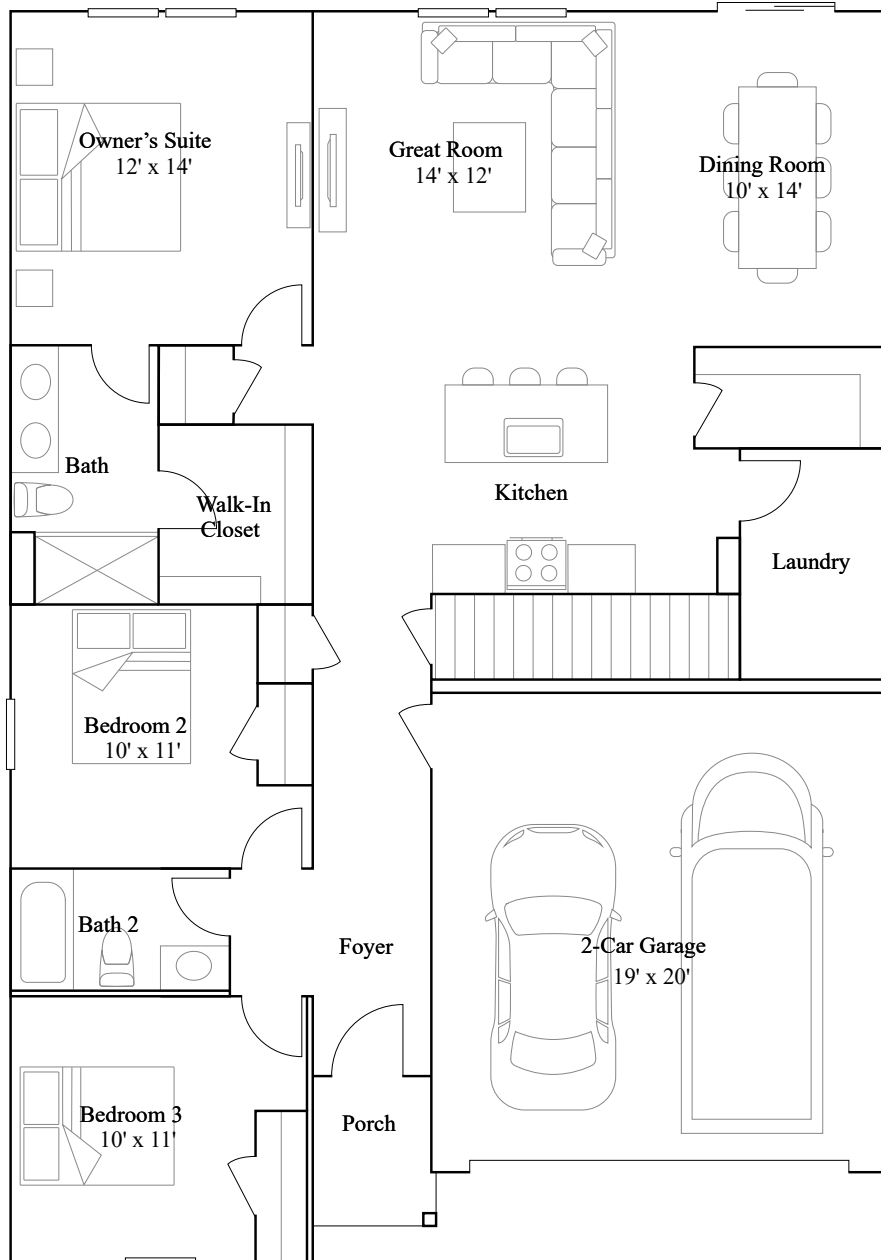 Owner's Suite
12' x 14'
Great Room
14' x 12'
Dining Room
10' x 14'
Bath
Walk-In
Closet
Kitchen
Laundry
Bedroom 2
10' x 11'
Bath 2
Foyer
2-Car Garage
19' x 20'
Bedroom 3
10' x 11'
Porch